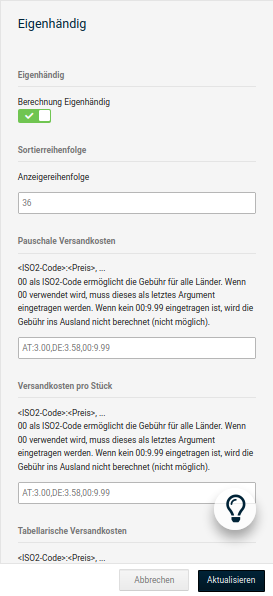 Eigenhändig
Eigenhändig
Berechnung Eigenhändig
Sortierreihenfolge
Anzeigereihenfolge
36
Pauschale Versandkosten
<ISO2-Code>:<Preis>, ...
00 als ISO2-Code ermöglicht die Gebühr für alle Länder. Wenn
00 verwendet wird, muss dieses als letztes Argument
eingetragen werden. Wenn kein 00:9.99 eingetragen ist, wird die
Gebühr ins Ausland nicht berechnet (nicht möglich).
AT:3.00,DE:3.58,00:9.99
Versandkosten pro Stück
<ISO2-Code>:<Preis>, ...
00 als ISO2-Code ermöglicht die Gebühr für alle Länder. Wenn
00 verwendet wird, muss dieses als letztes Argument
eingetragen werden. Wenn kein 00:9.99 eingetragen ist, wird die
Gebühr ins Ausland nicht berechnet (nicht möglich).
AT:3.00,DE:3.58,00:9.99
Tabellarische Versandkosten
<ISO2-Code>:<Preis>, ...
Abbrechen
Aktualisieren